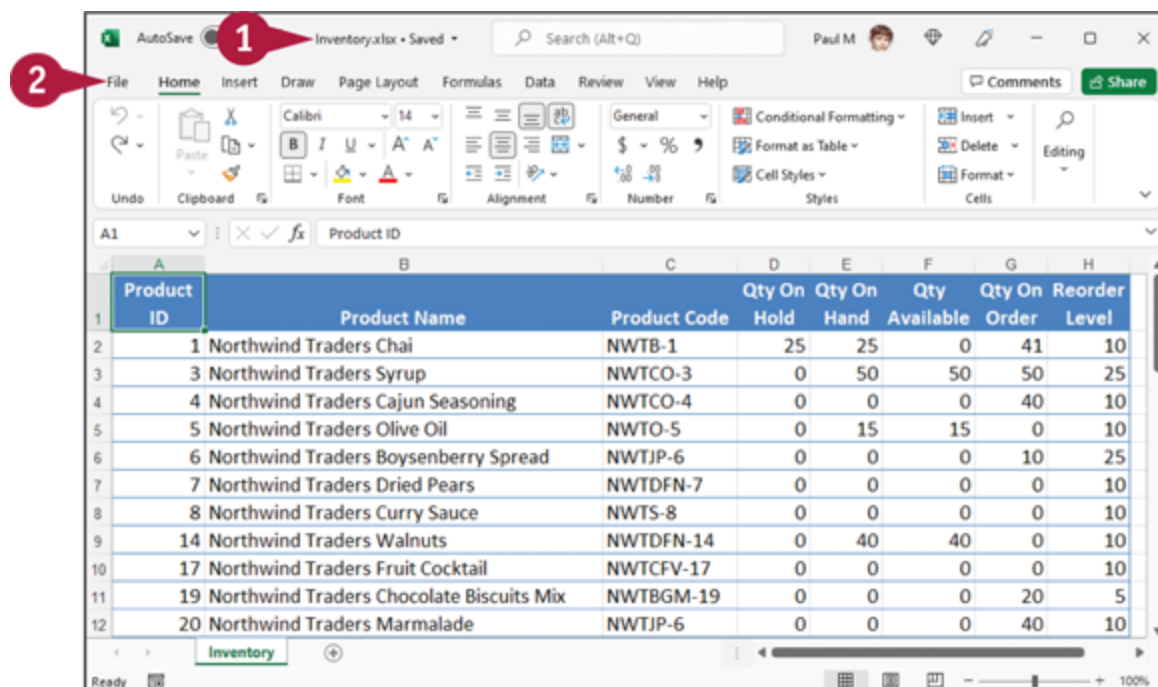 AutoSave 1 Inventory.xlsx • Saved Search (Alt+Q) Paul M
2 File Home Insert Draw Page Layout Formulas Data Review View Help Comments Share
Calibri 14 ab General Conditional Formatting Insert
Paste B I U A A $ % 9 Format as Table Delete Editing
A Cell Styles Format
Undo Clipboard Font Alignment Number Styles Cells
A1 fx Product ID
A B C D E F G H
Product Qty On Qty On Qty Qty On Reorder
1 ID Product Name Product Code Hold Hand Available Order Level
2 1 Northwind Traders Chai NWTB-1 25 25 0 41 10
3 3 Northwind Traders Syrup NWTCO-3 0 50 50 50 25
4 4 Northwind Traders Cajun Seasoning NWTCO-4 0 0 0 40 10
5 5 Northwind Traders Olive Oil NWTO-5 0 15 15 0 10
6 6 Northwind Traders Boysenberry Spread NWTJP-6 0 0 0 10 25
7 7 Northwind Traders Dried Pears NWTDFN-7 0 0 0 0 10
8 8 Northwind Traders Curry Sauce NWTS-8 0 0 0 0 10
9 14 Northwind Traders Walnuts NWTDFN-14 0 40 40 0 10
10 17 Northwind Traders Fruit Cocktail NWTCFV-17 0 0 0 0 10
11 19 Northwind Traders Chocolate Biscuits Mix NWTBGM-19 0 0 0 20 5
12 20 Northwind Traders Marmalade NWTJP-6 0 0 0 40 10
Inventory
Ready 100%